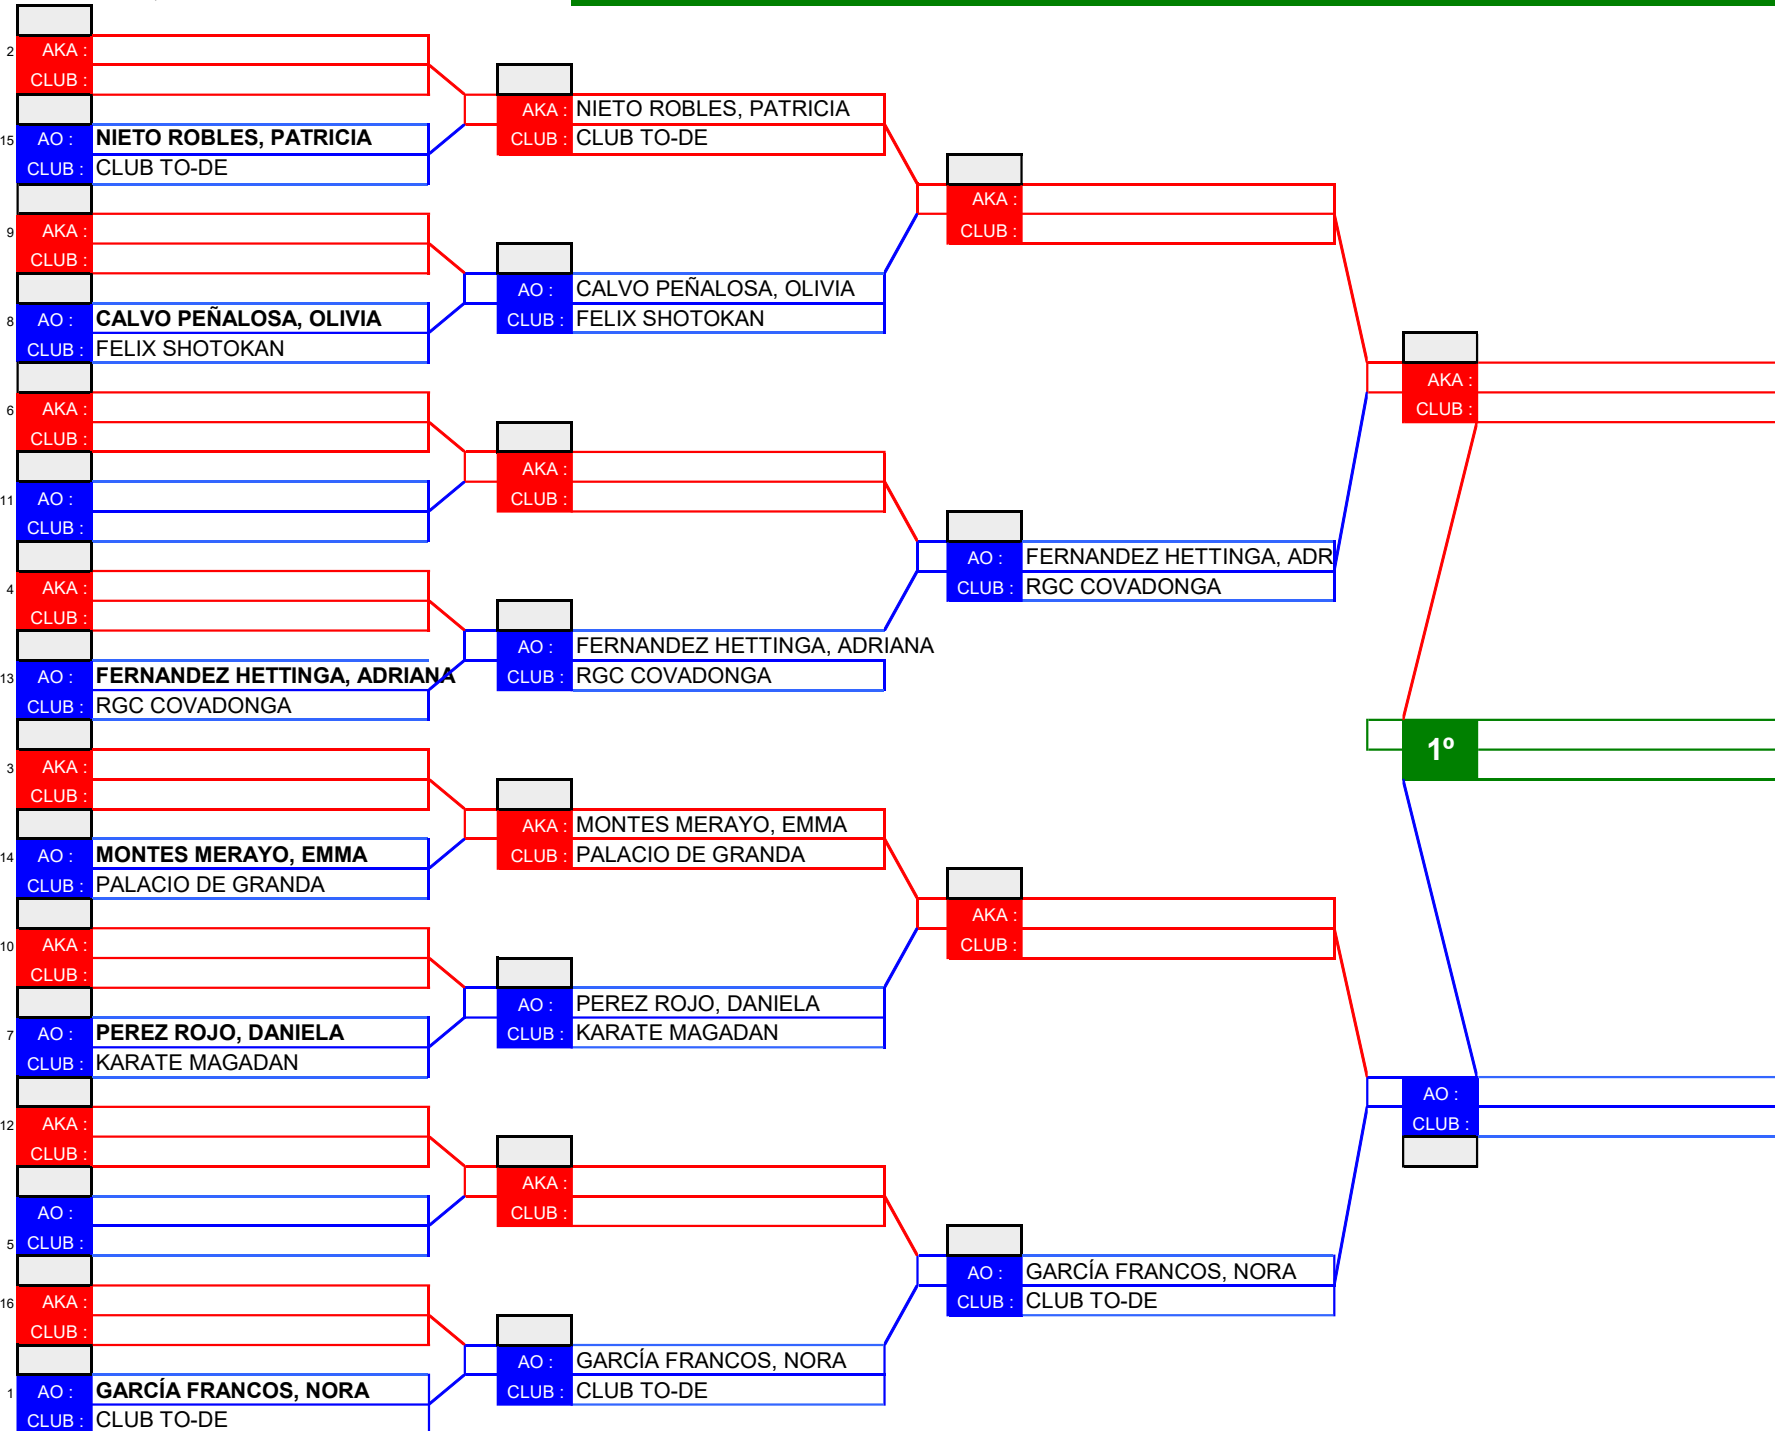 2
AKA :
CLUB :
15
AO :
NIETO ROBLES, PATRICIA
CLUB :
CLUB TO-DE
9
AKA :
CLUB :
8
AO :
CALVO PEÑALOSA, OLIVIA
CLUB :
FELIX SHOTOKAN
6
AKA :
CLUB :
11
AO :
CLUB :
4
AKA :
CLUB :
13
AO :
FERNANDEZ HETTINGA, ADRIANA
CLUB :
RGC COVADONGA
3
AKA :
CLUB :
14
AO :
MONTES MERAYO, EMMA
CLUB :
PALACIO DE GRANDA
10
AKA :
CLUB :
7
AO :
PEREZ ROJO, DANIELA
CLUB :
KARATE MAGADAN
12
AKA :
CLUB :
AO :
5
CLUB :
16
AKA :
CLUB :
1
AO :
GARCÍA FRANCOS, NORA
CLUB :
CLUB TO-DE
AKA :
NIETO ROBLES, PATRICIA
CLUB :
CLUB TO-DE
AO :
CALVO PEÑALOSA, OLIVIA
CLUB :
FELIX SHOTOKAN
AKA :
CLUB :
AO :
FERNANDEZ HETTINGA, ADRIANA
CLUB :
RGC COVADONGA
AKA :
MONTES MERAYO, EMMA
CLUB :
PALACIO DE GRANDA
AO :
PEREZ ROJO, DANIELA
CLUB :
KARATE MAGADAN
AKA :
CLUB :
AO :
GARCÍA FRANCOS, NORA
CLUB :
CLUB TO-DE
AKA :
CLUB :
AO :
FERNANDEZ HETTINGA, ADR
CLUB :
RGC COVADONGA
AKA :
CLUB :
AO :
GARCÍA FRANCOS, NORA
CLUB :
CLUB TO-DE
AKA :
CLUB :
1º
AO :
CLUB :